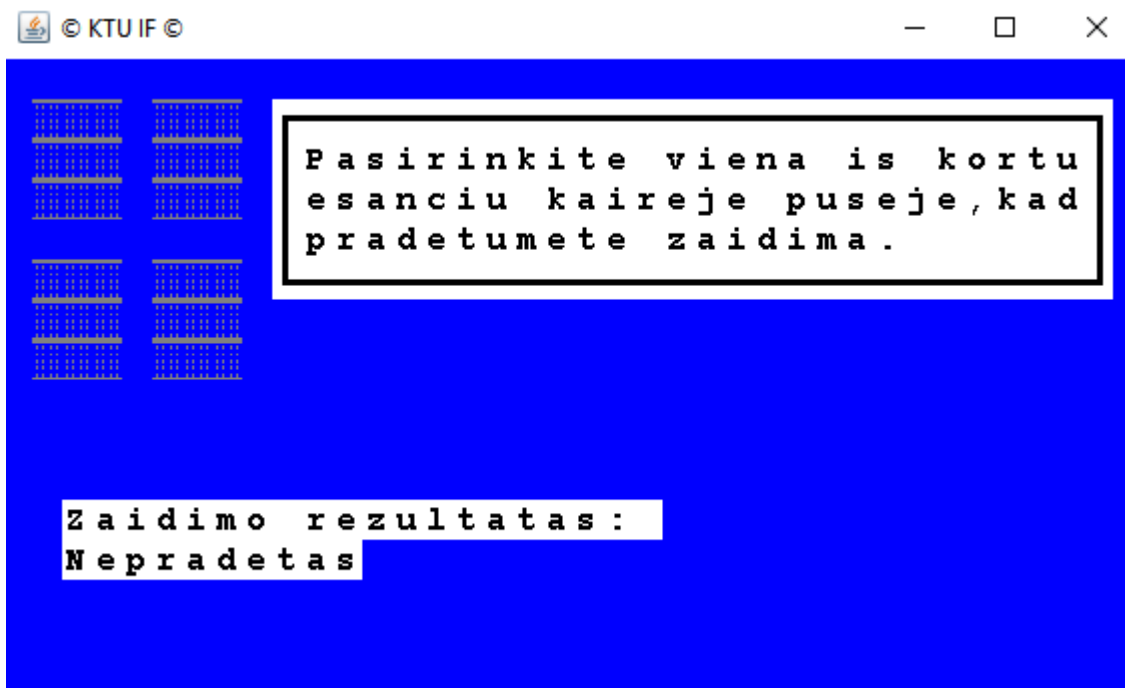 © KTU IF ©
Pasirinkite viena is kortu
esanciu kaireje puseje,kad
pradetumete zaidima.
Zaidimo rezultatas:
Nepradetas